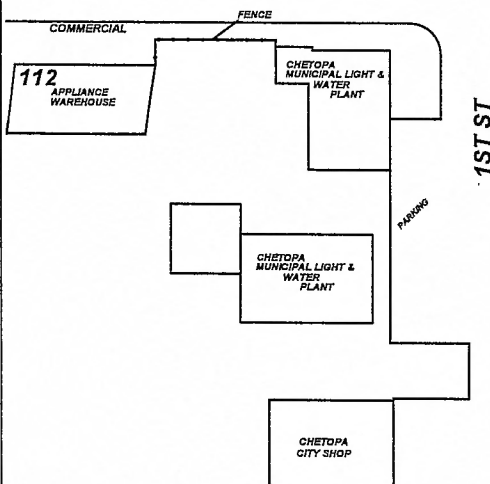 FENCE
COMMERCIAL
112
APPLIANCE
WAREHOUSE
CHETOPA
MUNICIPAL LIGHT &
WATER
PLANT
1ST ST
PARKING
CHETOPA
MUNICIPAL LIGHT &
WATER
PLANT
CHETOPA
CITY SHOP